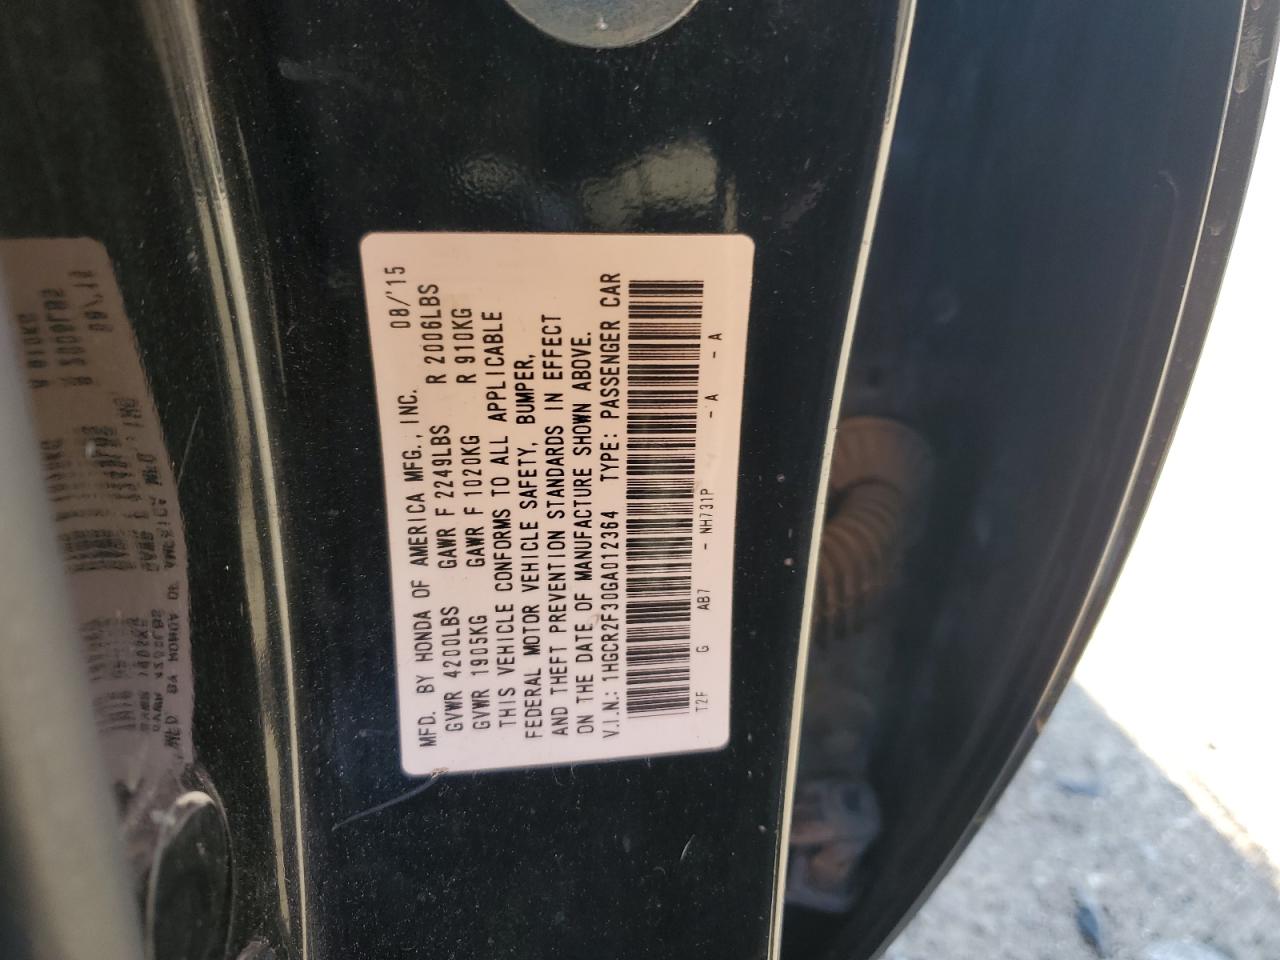 MFD. BY HONDA OF AMERICA MFG., INC. 08/'15
GVWR 4200LBS GAWR F 2249LBS R 2006LBS
GVWR 1905KG GAWR F 1020KG R 910KG
THIS VEHICLE CONFORMS TO ALL APPLICABLE
FEDERAL MOTOR VEHICLE SAFETY, BUMPER,
AND THEFT PREVENTION STANDARDS IN EFFECT
ON THE DATE OF MANUFACTURE SHOWN ABOVE.
V.I.N.: 1HGCR2F30GA012364 TYPE: PASSENGER CAR
T2F G AB7 - NH731P - A - A